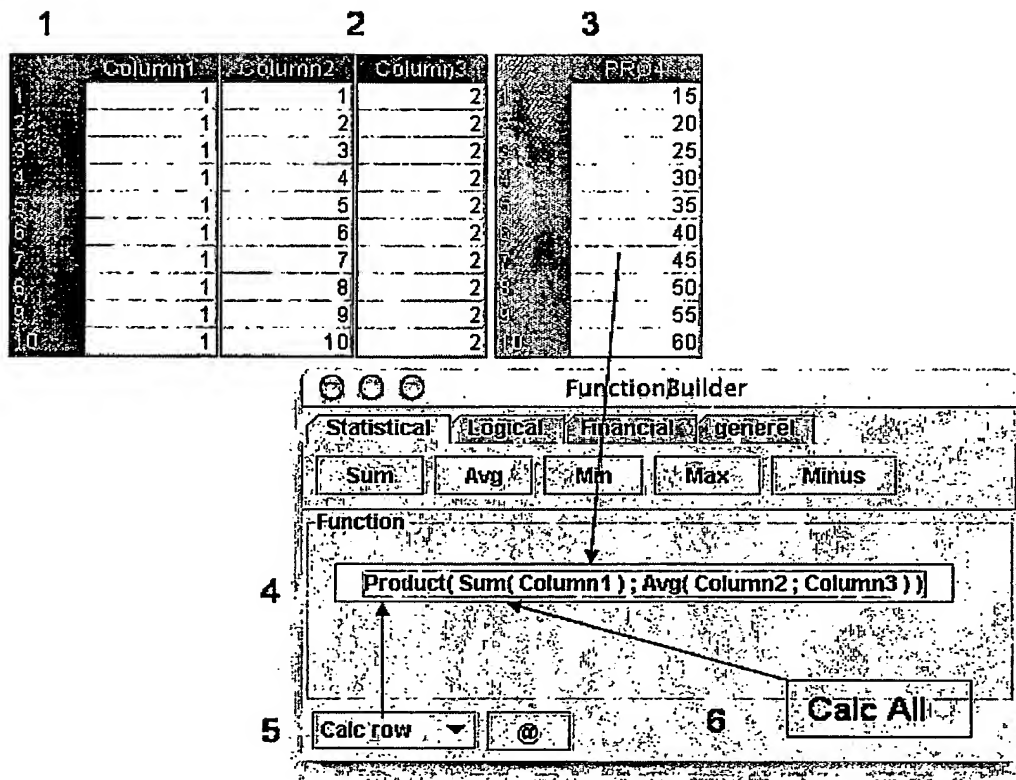 1 2 3
Column1 Column2 Column3 PRO4
1 1 1 2 15
2 1 2 2 20
3 1 3 2 25
4 1 4 2 30
5 1 5 2 35
6 1 6 2 40
7 1 7 2 45
8 1 8 2 50
9 1 9 2 55
10 1 10 2 60
FunctionBuilder
Statistical Logical Financial generel
Sum Avg Min Max Minus
Function
4 Product( Sum( Column1 ) ; Avg( Column2 ; Column3 ) )
5 Calc row @ 6 Calc All